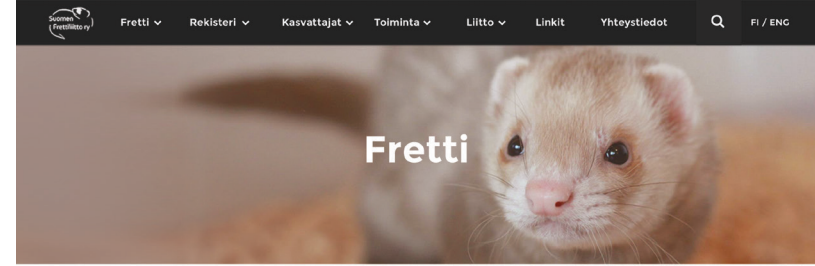 Suomen
Frettiliitto ry
Fretti Rekisteri Kasvattajat Toiminta Liitto Linkit Yhteystiedot FI / ENG
Fretti